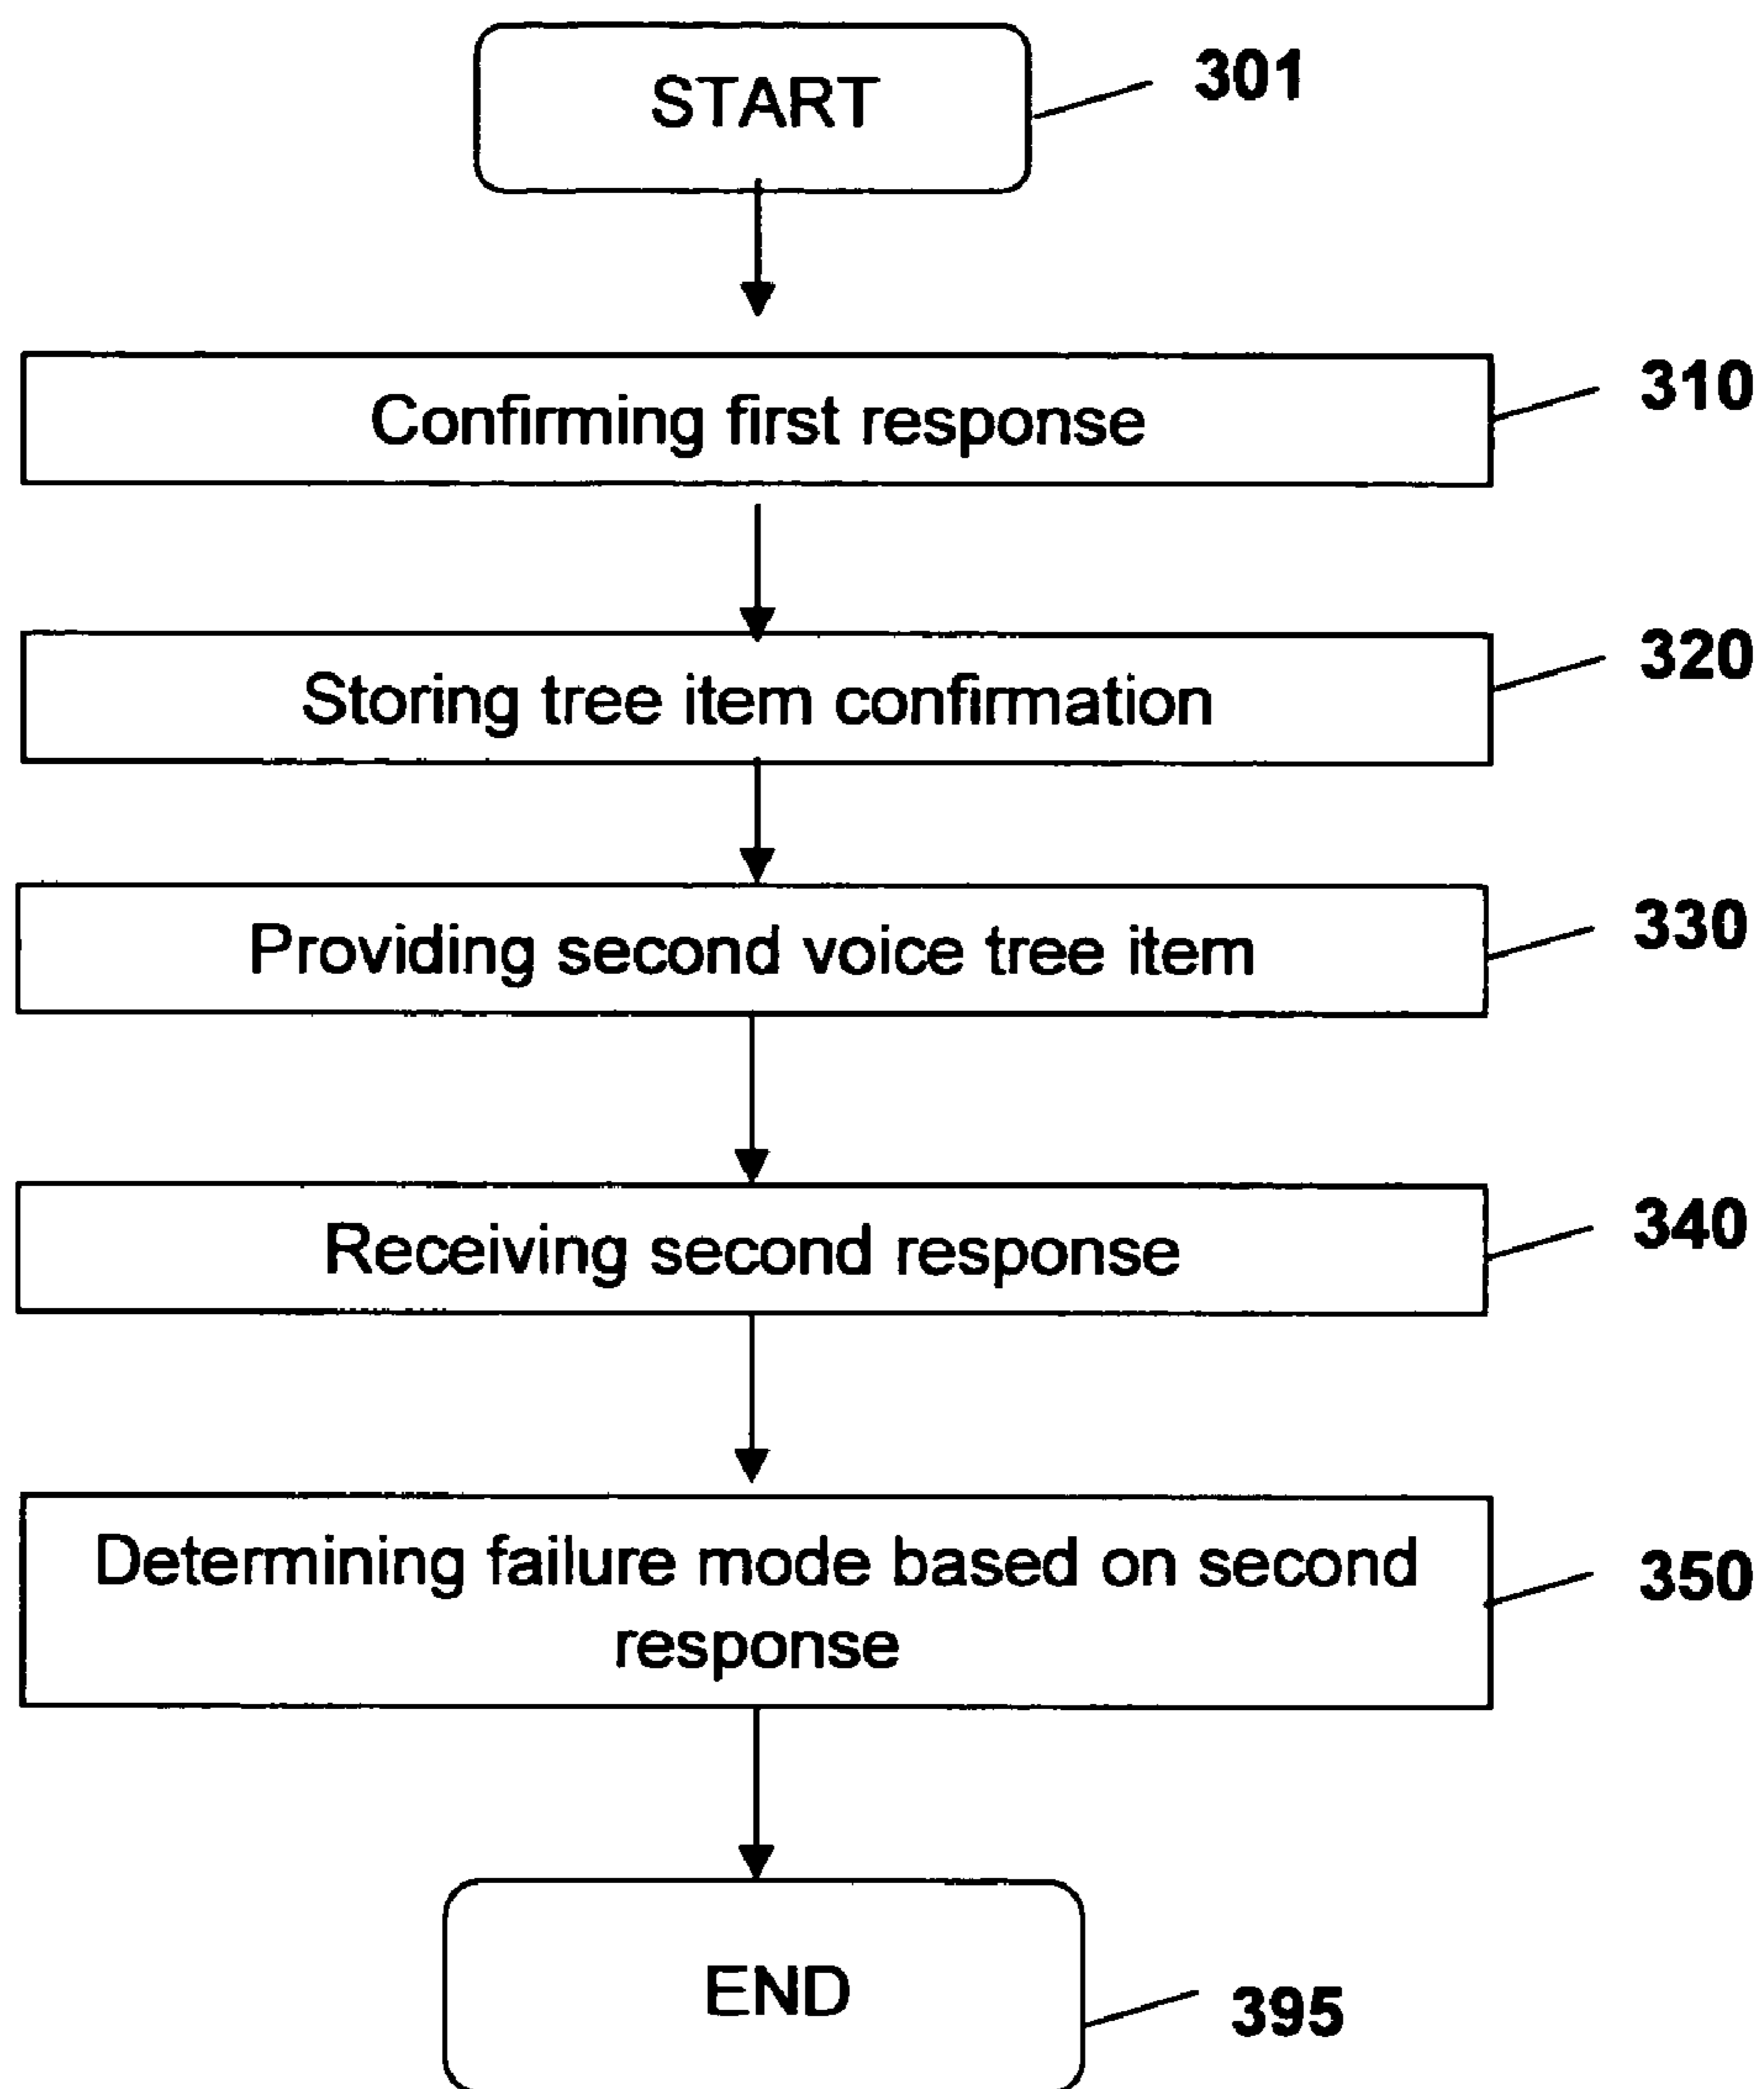 START
301
Confirming first response
310
Storing tree item confirmation
320
Providing second voice tree item
330
Receiving second response
340
Determining failure mode based on second
response
350
END
395